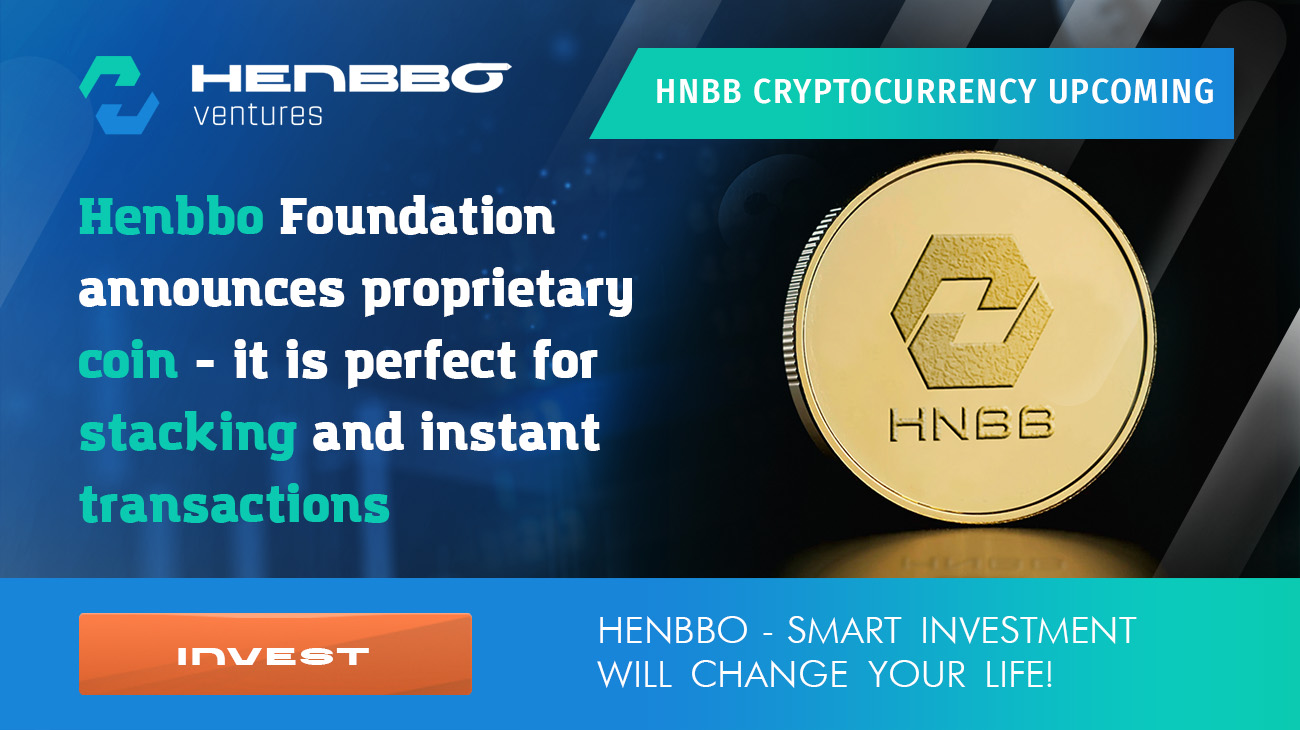 HENBBO
ventures
HNBB CRYPTOCURRENCY UPCOMING
Henbbo Foundation
announces proprietary
coin - it is perfect for
stacking and instant
transactions
HNBB
HNBB
INVEST
HENBBO - SMART INVESTMENT
WILL CHANGE YOUR LIFE!